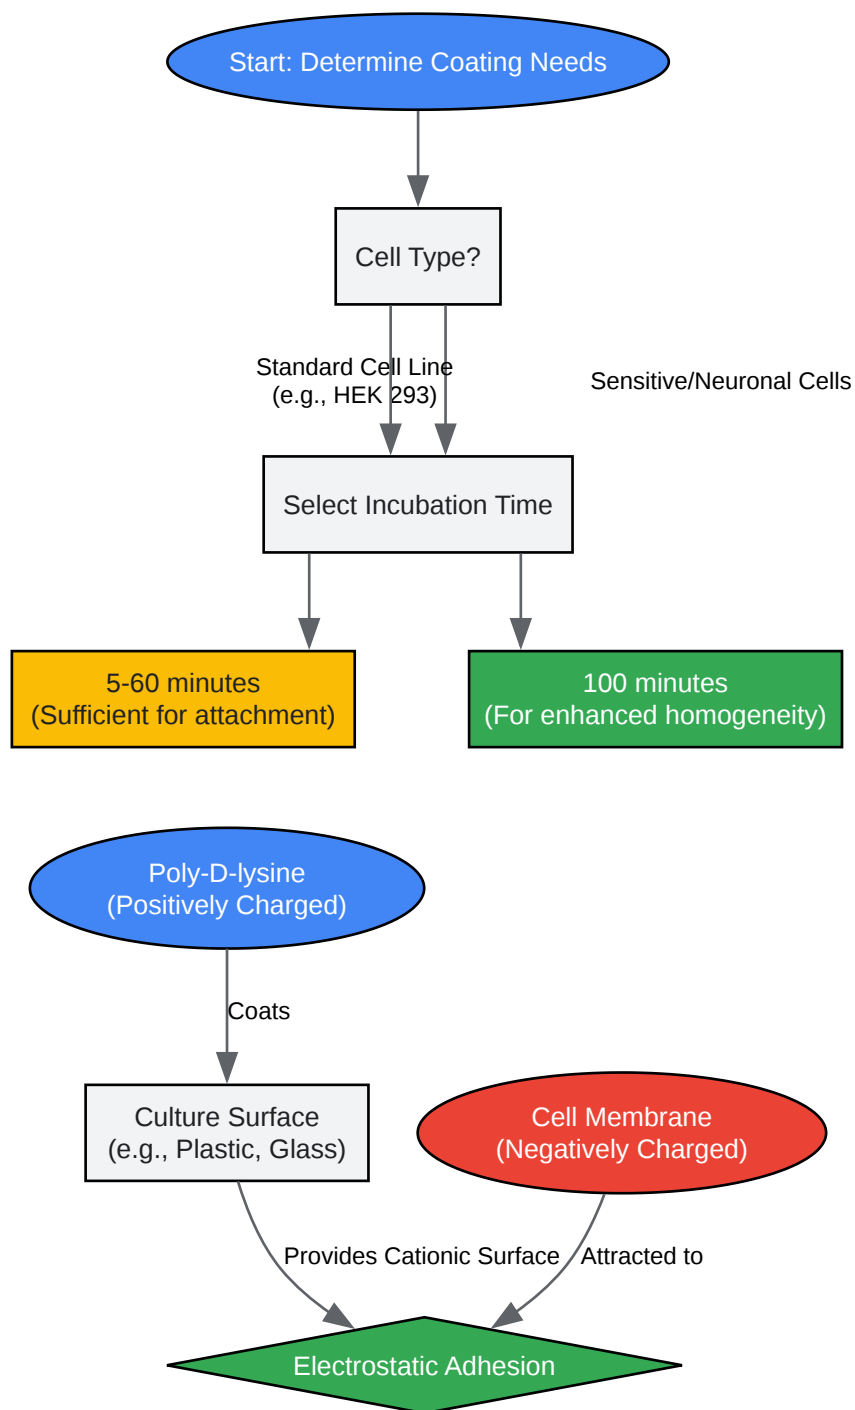 Start: Determine Coating Needs
Cell Type?
Standard Cell Line
(e.g., HEK 293)
Sensitive/Neuronal Cells
Select Incubation Time
5-60 minutes
(Sufficient for attachment)
100 minutes
(For enhanced homogeneity)
Poly-D-lysine
(Positively Charged)
Coats
Culture Surface
(e.g., Plastic, Glass)
Cell Membrane
(Negatively Charged)
Provides Cationic Surface
Attracted to
Electrostatic Adhesion